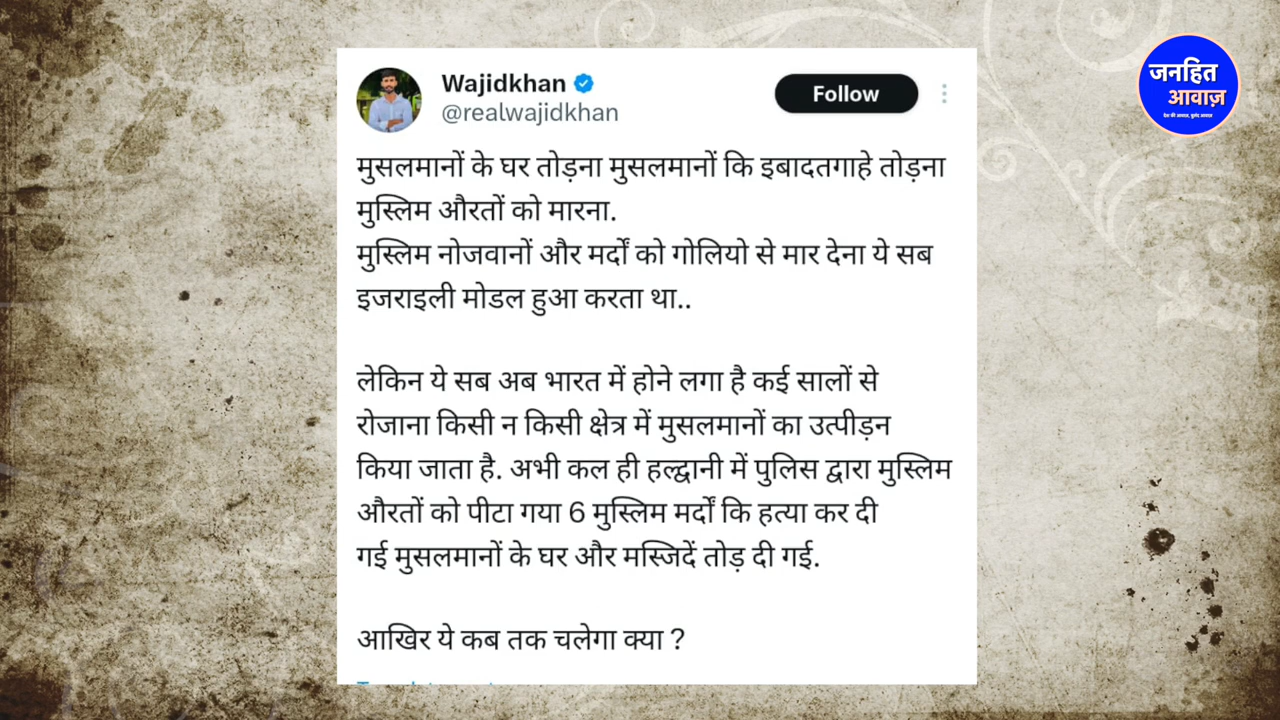 Wajidkhan
@realwajidkhan
Follow
जनहित
आवाज़
देश की आवाज़, बुलंद आवाज़
मुसलमानों के घर तोड़ना मुसलमानों कि इबादतगाहे तोड़ना
मुस्लिम औरतों को मारना.
मुस्लिम नोजवानों और मर्दों को गोलियो से मार देना ये सब
इजराइली मोडल हुआ करता था..
लेकिन ये सब अब भारत में होने लगा है कई सालों से
रोजाना किसी न किसी क्षेत्र में मुसलमानों का उत्पीड़न
किया जाता है. अभी कल ही हल्द्वानी में पुलिस द्वारा मुस्लिम
औरतों को पीटा गया 6 मुस्लिम मर्दों कि हत्या कर दी
गई मुसलमानों के घर और मस्जिदें तोड़ दी गई.
आखिर ये कब तक चलेगा क्या ?